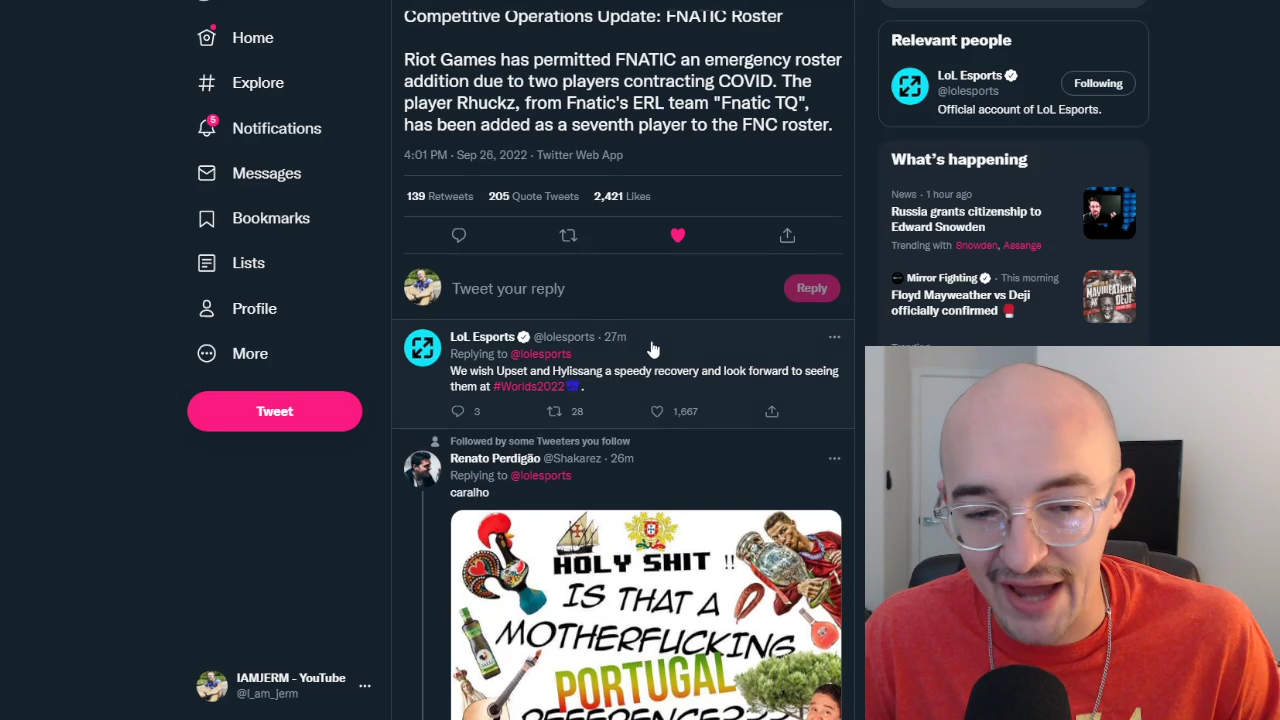 Competitive Operations Update: FNATIC Roster
Riot Games has permitted FNATIC an emergency roster
addition due to two players contracting COVID. The
player Rhuckz, from Fnatic's ERL team "Fnatic TQ",
has been added as a seventh player to the FNC roster.
4:01 PM · Sep 26, 2022 · Twitter Web App
139 Retweets 205 Quote Tweets 2,421 Likes
Tweet your reply
Reply
LoL Esports @lolesports · 27m
Replying to @lolesports
We wish Upset and Hylissang a speedy recovery and look forward to seeing
them at #Worlds2022 .
3 28 1,667
Followed by some Tweeters you follow
Renato Perdigão @Shakarez · 26m
Replying to @lolesports
caralho
HOLY SHIT !!
IS THAT A
MOTHERFUCKING
PORTUGAL
REFERENCE???
Home
Explore
5
Notifications
Messages
Bookmarks
Lists
Profile
More
Tweet
IAMJERM - YouTube
@I_am_jerm
Relevant people
LoL Esports
@lolesports
Following
Official account of LoL Esports.
What's happening
News · 1 hour ago
Russia grants citizenship to
Edward Snowden
Trending with Snowden, Assange
Mirror Fighting · This morning
Floyd Mayweather vs Deji
officially confirmed
MAYWEATHER
DEJI